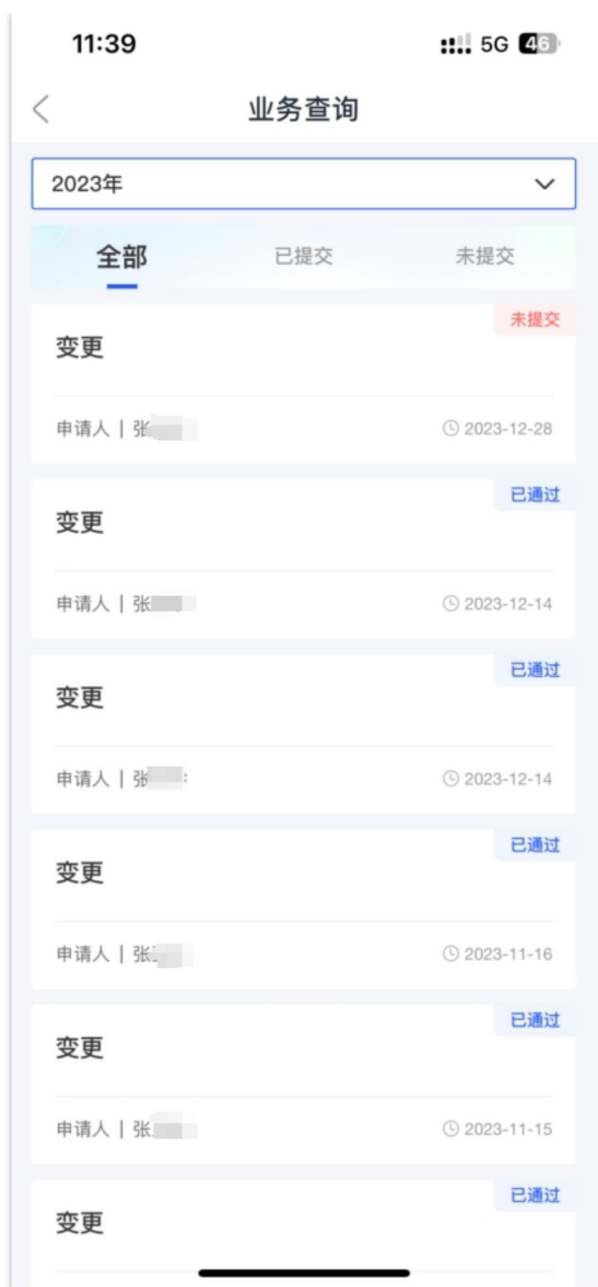 11:39
5G 46
业务查询
2023年
全部 已提交 未提交
未提交
变更
申请人 | 张
2023-12-28
已通过
变更
申请人 | 张
2023-12-14
已通过
变更
申请人 | 张
2023-12-14
已通过
变更
申请人 | 张
2023-11-16
已通过
变更
申请人 | 张
2023-11-15
已通过
变更